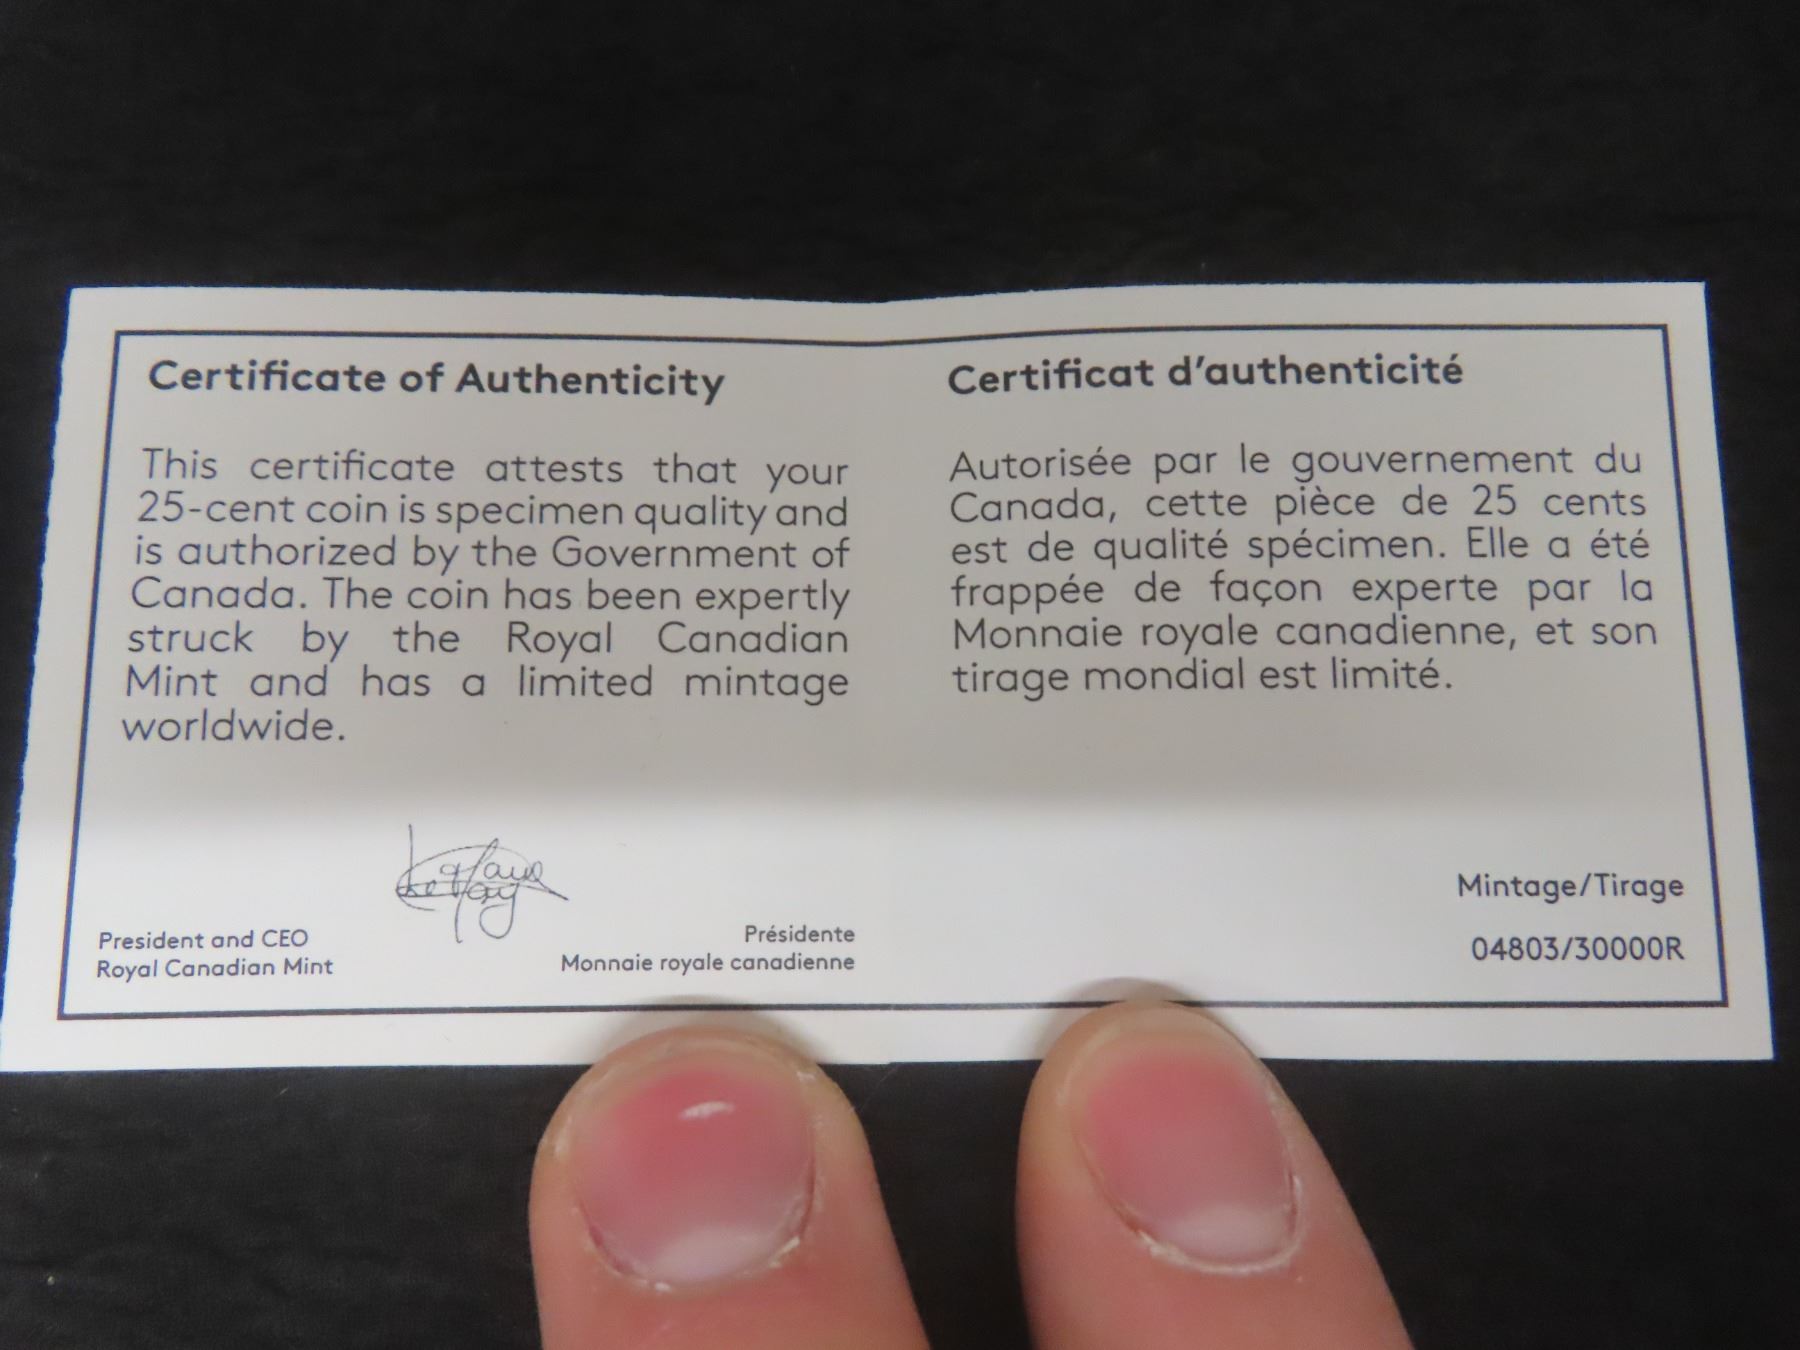 Certificate of Authenticity
This certificate attests that your
25-cent coin is specimen quality and
is authorized by the Government of
Canada. The coin has been expertly
struck by the Royal Canadian
Mint and has a limited mintage
worldwide.
President and CEO
Royal Canadian Mint
Présidente
Monnaie royale canadienne
Certificat d'authenticité
Autorisée par le gouvernement du
Canada, cette pièce de 25 cents
est de qualité spécimen. Elle a été
frappée de façon experte par la
Monnaie royale canadienne, et son
tirage mondial est limité.
Mintage/Tirage
04803/30000R